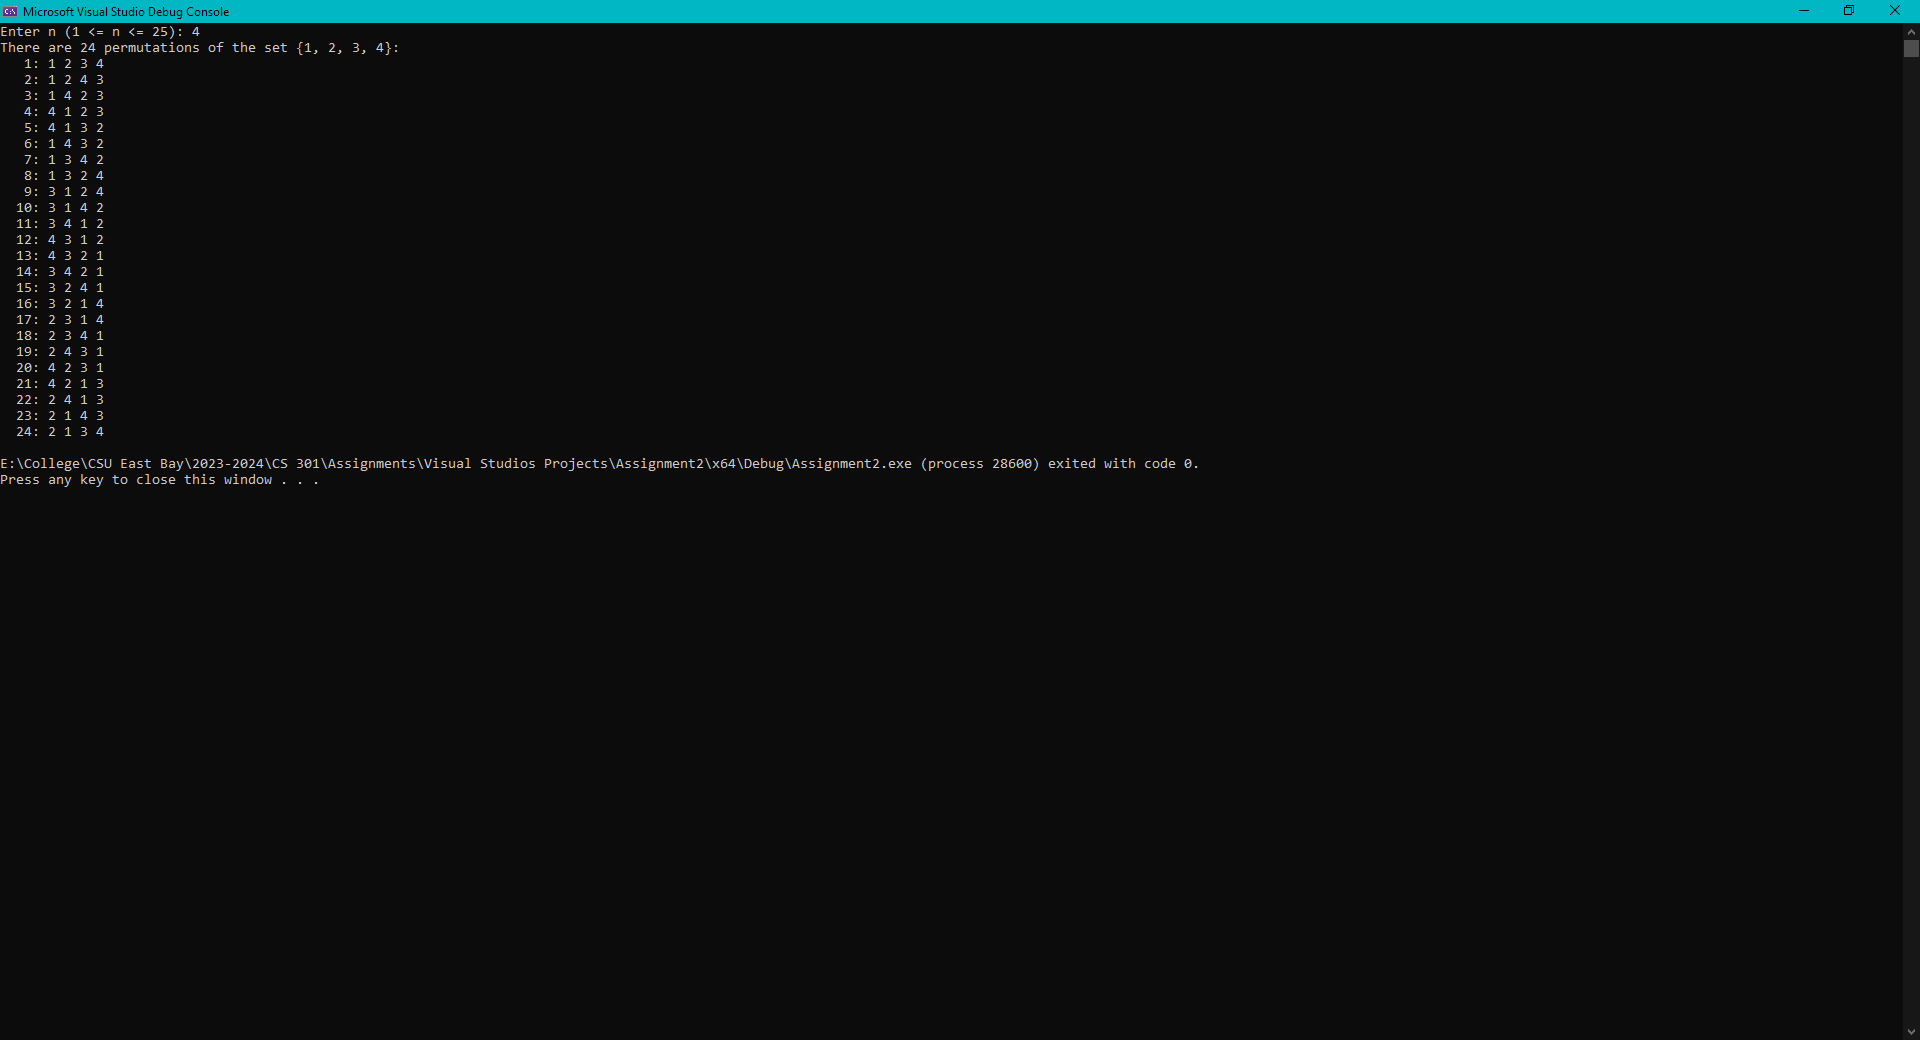 Microsoft Visual Studio Debug Console
Enter n (1 <= n <= 25): 4
There are 24 permutations of the set {1, 2, 3, 4}:
   1: 1 2 3 4
   2: 1 2 4 3
   3: 1 4 2 3
   4: 4 1 2 3
   5: 4 1 3 2
   6: 1 4 3 2
   7: 1 3 4 2
   8: 1 3 2 4
   9: 3 1 2 4
  10: 3 1 4 2
  11: 3 4 1 2
  12: 4 3 1 2
  13: 4 3 2 1
  14: 3 4 2 1
  15: 3 2 4 1
  16: 3 2 1 4
  17: 2 3 1 4
  18: 2 3 4 1
  19: 2 4 3 1
  20: 4 2 3 1
  21: 4 2 1 3
  22: 2 4 1 3
  23: 2 1 4 3
  24: 2 1 3 4
E:\College\CSU East Bay\2023-2024\CS 301\Assignments\Visual Studios Projects\Assignment2\x64\Debug\Assignment2.exe (process 28600) exited with code 0.
Press any key to close this window . . .